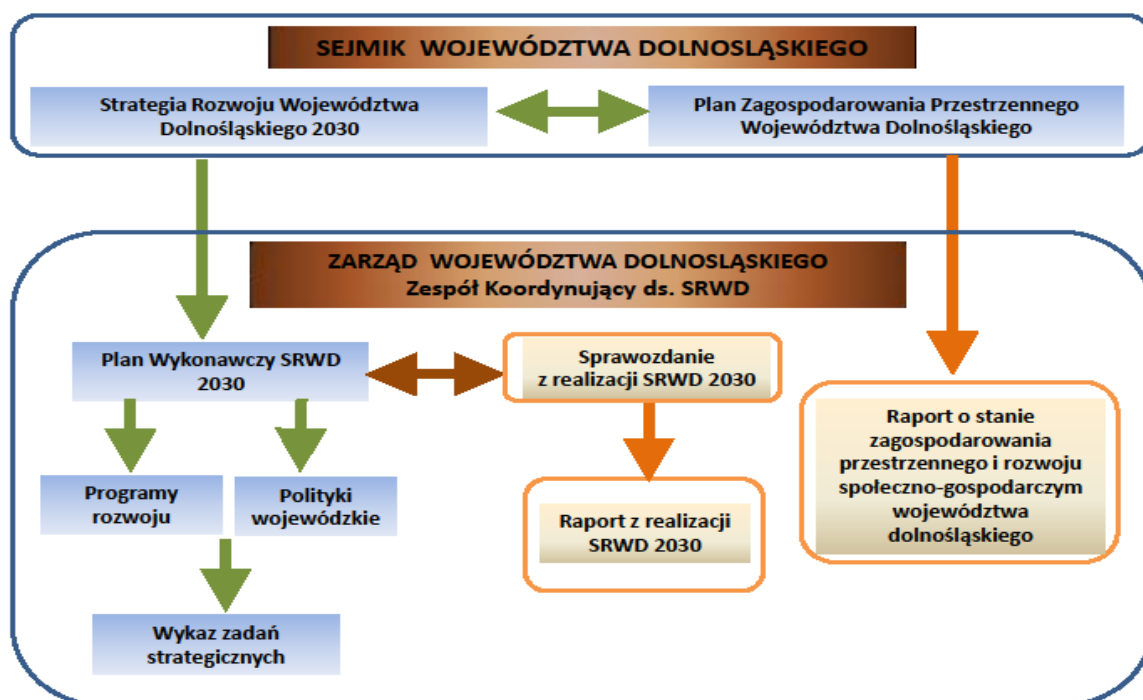 SEJMIK WOJEWÓDZTWA DOLNOSLĄSKIEGO
Strategia Rozwoju Województwa
Dolnośląskiego 2030
Plan Zagospodarowania Przestrzennego
Województwa Dolnośląskiego
ZARZĄD WOJEWÓDZTWA DOLNOSLĄSKIEGO
Zespół Koordynujący ds. SRWD
Plan Wykonawczy SRWD
2030
Sprawozdanie
z realizacji SRWD 2030
Raport o stanie
zagospodarowania
przestrzennego i rozwoju
społeczno-gospodarczym
województwa
dolnośląskiego
Programy
rozwoju
Polityki
wojewódzkie
Raport z realizacji
SRWD 2030
Wykaz zadań
strategicznych